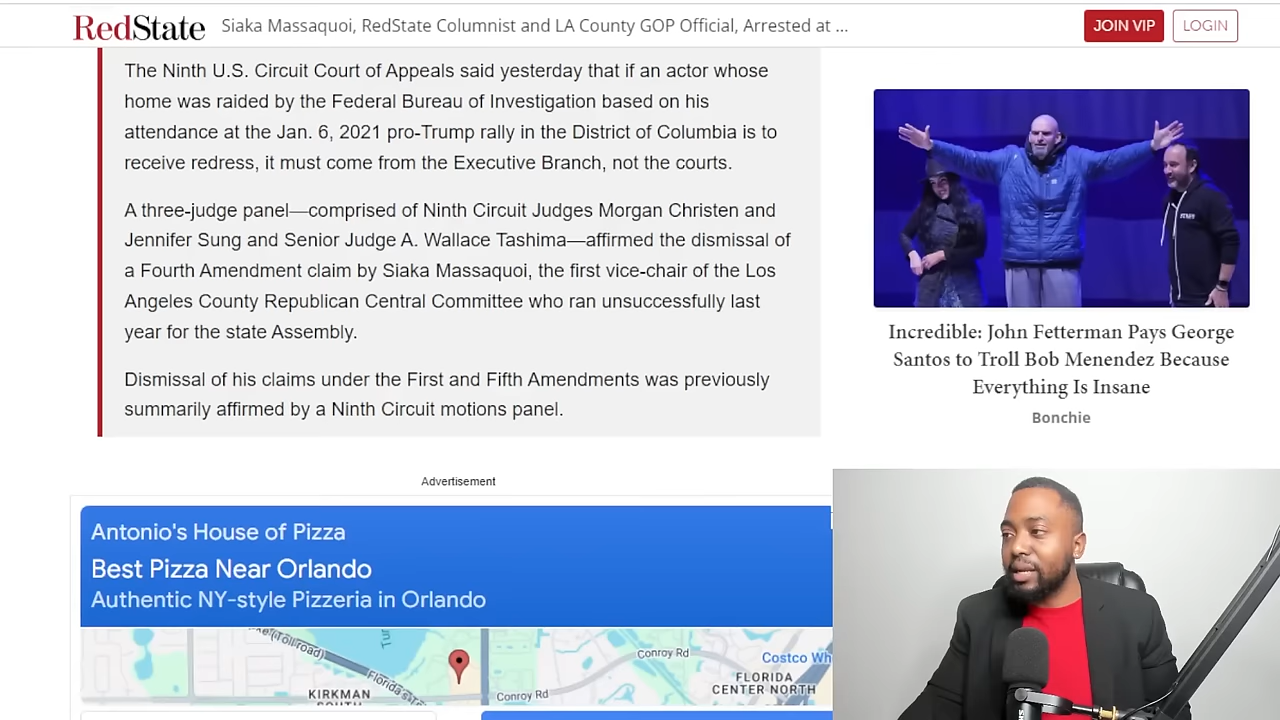 RedState
Siaka Massaquoi, RedState Columnist and LA County GOP Official, Arrested at ...
JOIN VIP
LOGIN
The Ninth U.S. Circuit Court of Appeals said yesterday that if an actor whose
home was raided by the Federal Bureau of Investigation based on his
attendance at the Jan. 6, 2021 pro-Trump rally in the District of Columbia is to
receive redress, it must come from the Executive Branch, not the courts.
A three-judge panel—comprised of Ninth Circuit Judges Morgan Christen and
Jennifer Sung and Senior Judge A. Wallace Tashima—affirmed the dismissal of
a Fourth Amendment claim by Siaka Massaquoi, the first vice-chair of the Los
Angeles County Republican Central Committee who ran unsuccessfully last
year for the state Assembly.
Dismissal of his claims under the First and Fifth Amendments was previously
summarily affirmed by a Ninth Circuit motions panel.
Incredible: John Fetterman Pays George
Santos to Troll Bob Menendez Because
Everything Is Insane
Bonchie
Advertisement
Antonio's House of Pizza
Best Pizza Near Orlando
Authentic NY-style Pizzeria in Orlando
(Toll road)
Florida's
KIRKMAN
SOUTH
Conroy Rd
Conroy Rd
Costco Wh
FLORIDA
CENTER NORTH